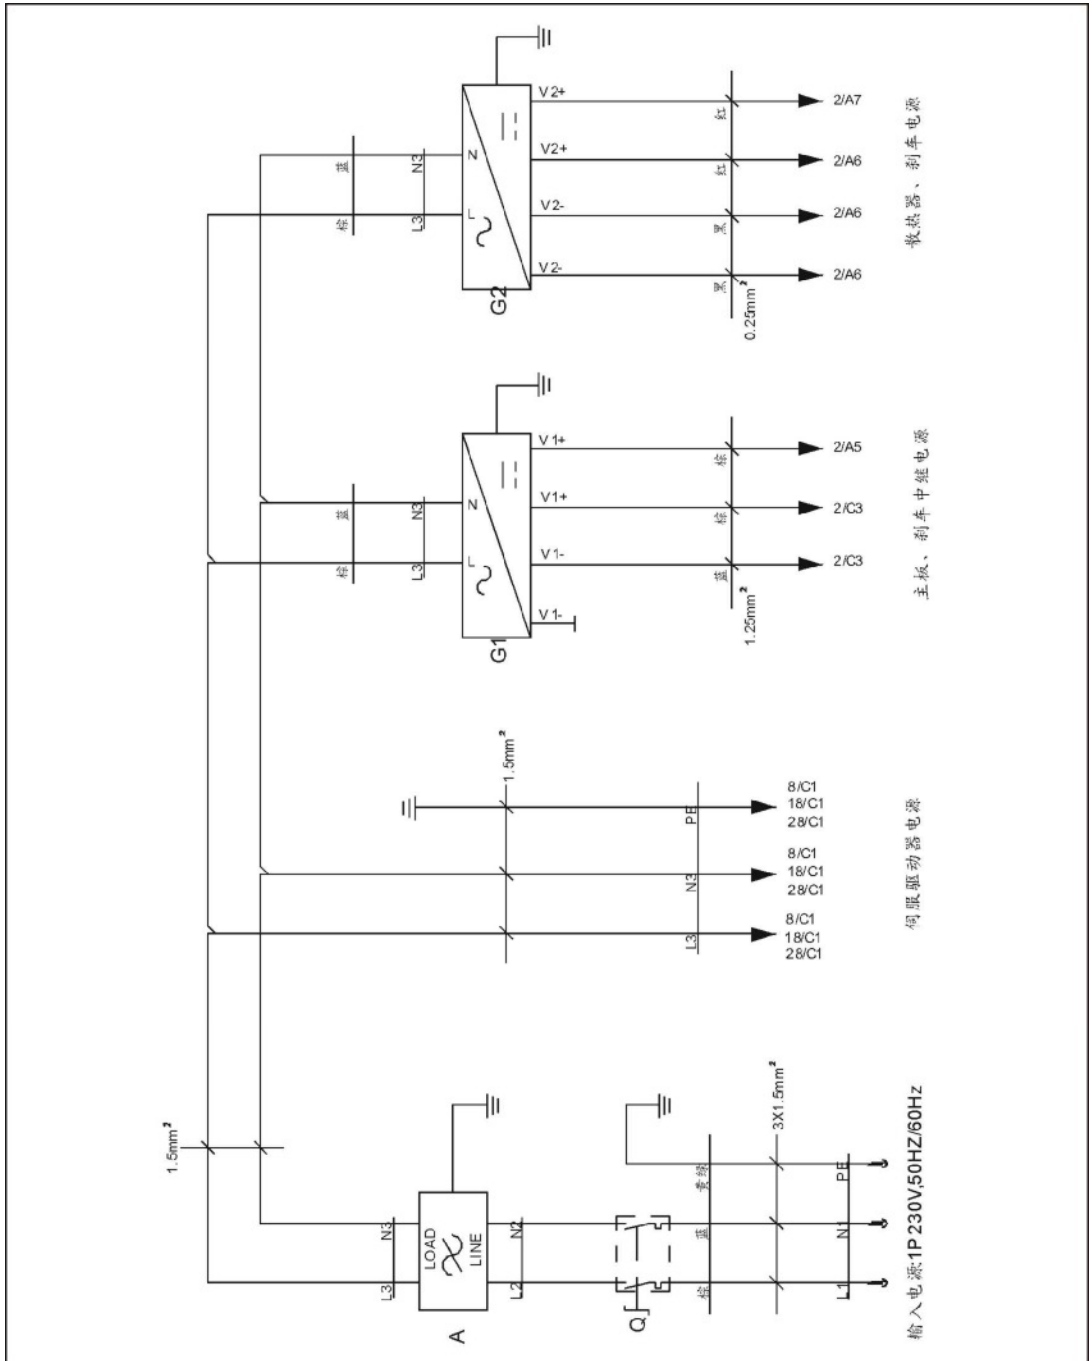 V2+
2/A7
红
V2+
2/A6
红
V2-
2/A6
黑
V2-
2/A6
黑
0.25mm²
散热器、刹车电源
蓝
N3
N
棕
L3
L
G2
V1+
2/A5
棕
V1+
2/C3
棕
V1-
2/C3
蓝
V1-
1.25mm²
主板、刹车中继电源
蓝
N3
N
棕
L3
L
G1
1.5mm²
PE
8/C1
18/C1
28/C1
N3
8/C1
18/C1
28/C1
L3
8/C1
18/C1
28/C1
伺服驱动器电源
1.5mm²
N3
L3
LOAD
LINE
A
N2
L2
Q
黄绿
蓝
棕
3X1.5mm²
PE
N1
L1
输入电源:1P 230V,50HZ/60Hz